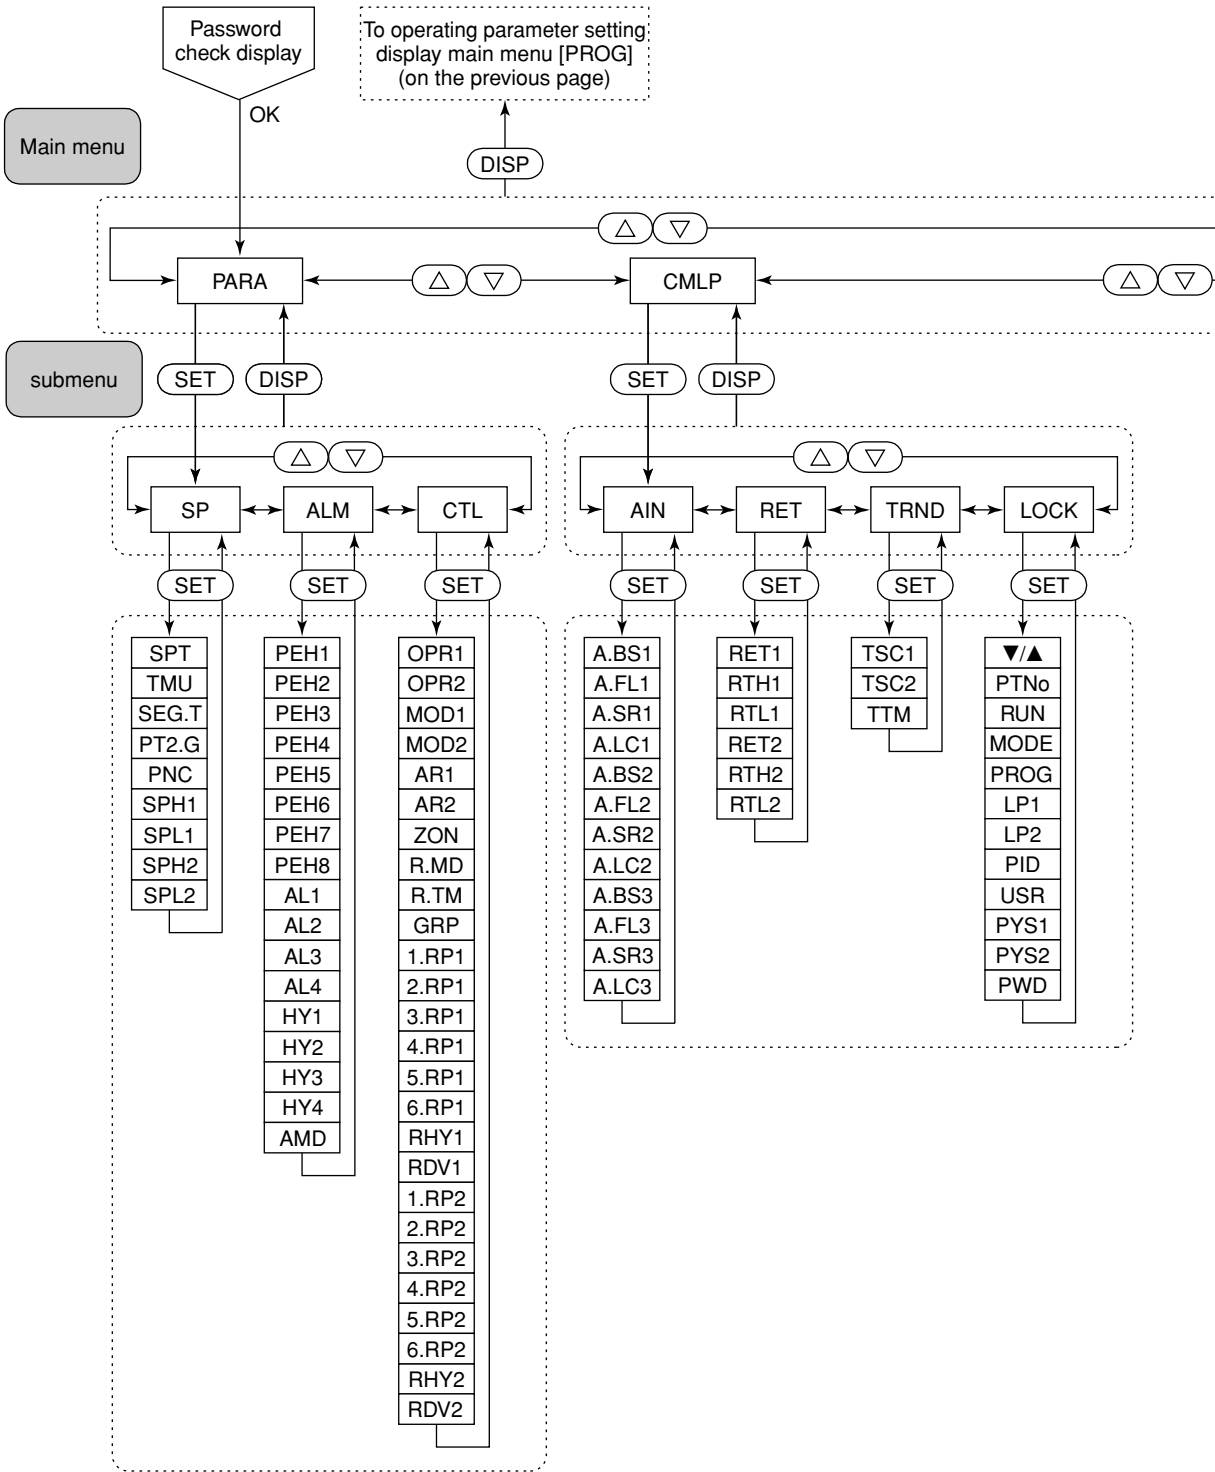 Password
check display
To operating parameter setting
display main menu [PROG]
(on the previous page)
OK
Main menu
DISP
△ ▽
PARA
△ ▽
CMLP
△ ▽
submenu
SET
DISP
SET
DISP
△ ▽
△ ▽
SP
ALM
CTL
AIN
RET
TRND
LOCK
SET
SET
SET
SET
SET
SET
SET
SPT
TMU
SEG.T
PT2.G
PNC
SPH1
SPL1
SPH2
SPL2
PEH1
PEH2
PEH3
PEH4
PEH5
PEH6
PEH7
PEH8
AL1
AL2
AL3
AL4
HY1
HY2
HY3
HY4
AMD
OPR1
OPR2
MOD1
MOD2
AR1
AR2
ZON
R.MD
R.TM
GRP
1.RP1
2.RP1
3.RP1
4.RP1
5.RP1
6.RP1
RHY1
RDV1
1.RP2
2.RP2
3.RP2
4.RP2
5.RP2
6.RP2
RHY2
RDV2
A.BS1
A.FL1
A.SR1
A.LC1
A.BS2
A.FL2
A.SR2
A.LC2
A.BS3
A.FL3
A.SR3
A.LC3
RET1
RTH1
RTL1
RET2
RTH2
RTL2
TSC1
TSC2
TTM
▼/▲
PTNo
RUN
MODE
PROG
LP1
LP2
PID
USR
PYS1
PYS2
PWD